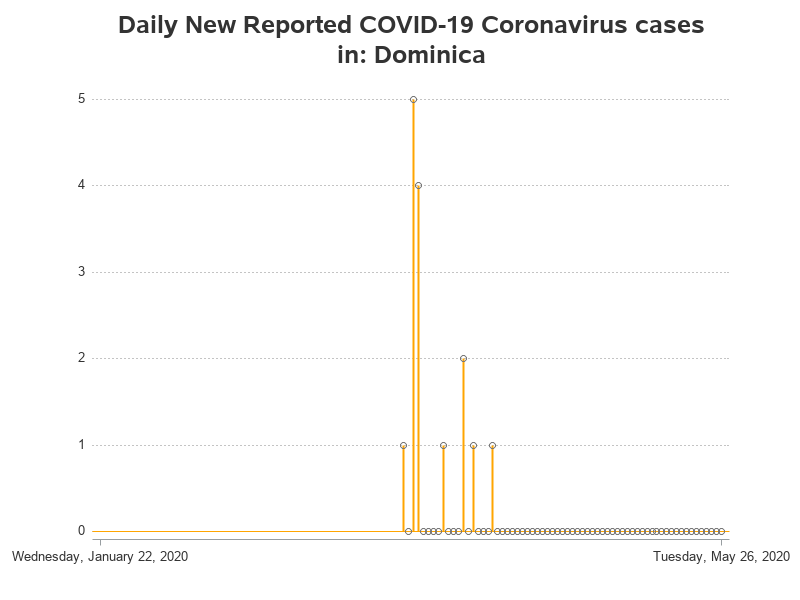 Daily New Reported COVID-19 Coronavirus cases
in: Dominica
5
4
3
2
1
0
Wednesday, January 22, 2020
Tuesday, May 26, 2020